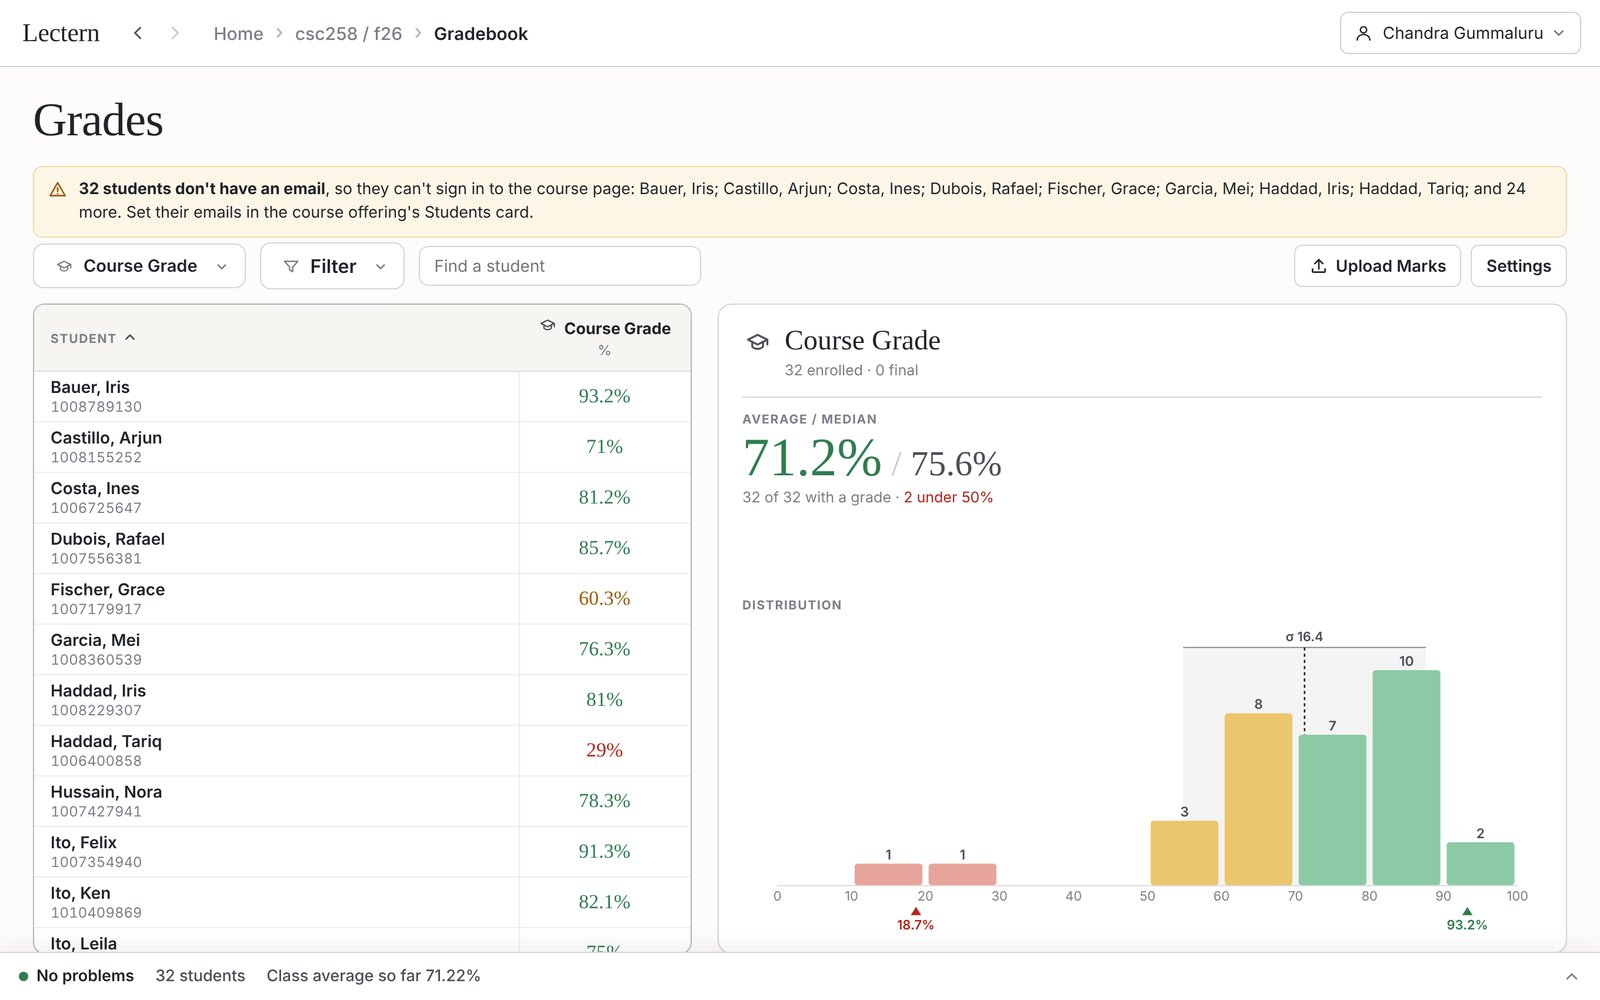 Lectern
Home
csc258 / f26
Gradebook
Chandra Gummaluru
Grades
32 students don't have an email, so they can't sign in to the course page: Bauer, Iris; Castillo, Arjun; Costa, Ines; Dubois, Rafael; Fischer, Grace; Garcia, Mei; Haddad, Iris; Haddad, Tariq; and 24
more. Set their emails in the course offering's Students card.
Course Grade
Filter
Find a student
Upload Marks
Settings
STUDENT
Course Grade
%
Bauer, Iris
1008789130
93.2%
Castillo, Arjun
1008155252
71%
Costa, Ines
1006725647
81.2%
Dubois, Rafael
1007556381
85.7%
Fischer, Grace
1007179917
60.3%
Garcia, Mei
1008360539
76.3%
Haddad, Iris
1008229307
81%
Haddad, Tariq
1006400858
29%
Hussain, Nora
1007427941
78.3%
Ito, Felix
1007354940
91.3%
Ito, Ken
1010409869
82.1%
Ito, Leila
75%
Course Grade
32 enrolled · 0 final
AVERAGE / MEDIAN
71.2% / 75.6%
32 of 32 with a grade · 2 under 50%
DISTRIBUTION
σ 16.4
10
8
7
3
2
1
1
0 10 20 30 40 50 60 70 80 90 100
18.7%
93.2%
No problems
32 students
Class average so far 71.22%